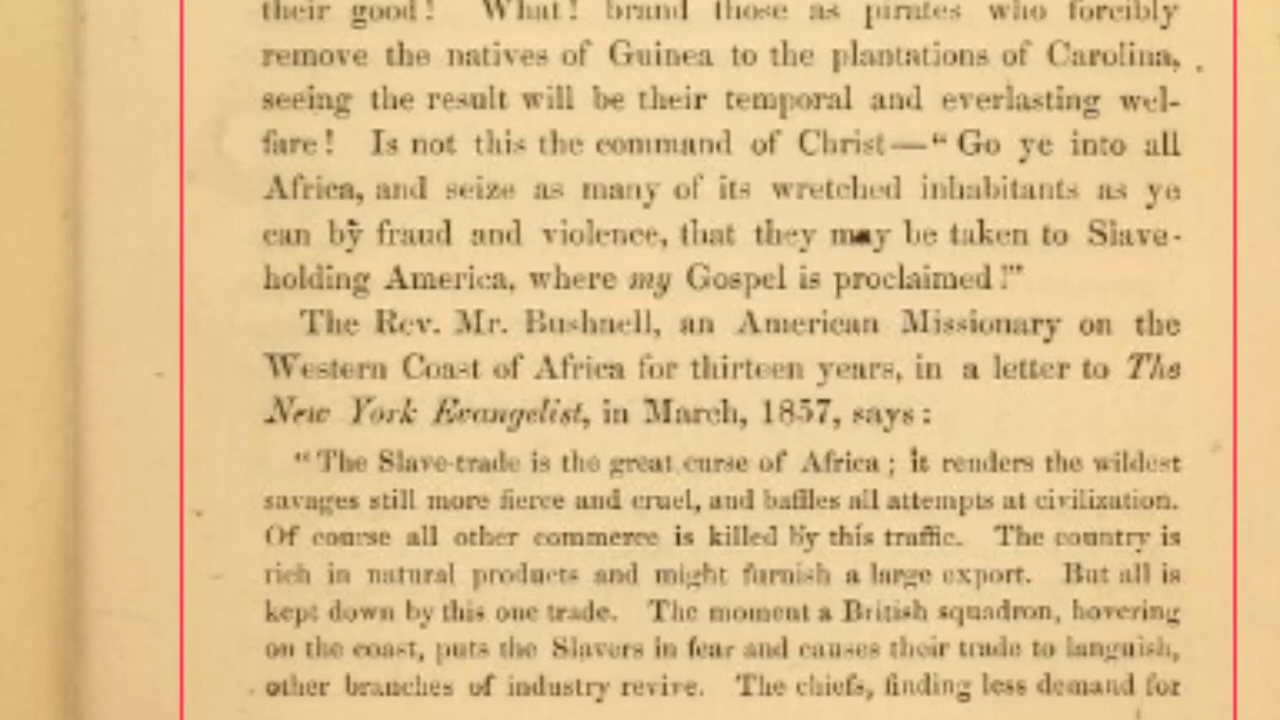 their good! What! brand those as pirates who forcibly
remove the natives of Guinea to the plantations of Carolina,
seeing the result will be their temporal and everlasting wel-
fare! Is not this the command of Christ—“Go ye into all
Africa, and seize as many of its wretched inhabitants as ye
can by fraud and violence, that they may be taken to Slave-
holding America, where my Gospel is proclaimed!”
The Rev. Mr. Bushnell, an American Missionary on the
Western Coast of Africa for thirteen years, in a letter to The
New York Evangelist, in March, 1857, says:
“The Slave-trade is the great curse of Africa; it renders the wildest
savages still more fierce and cruel, and baffles all attempts at civilization.
Of course all other commerce is killed by this traffic. The country is
rich in natural products and might furnish a large export. But all is
kept down by this one trade. The moment a British squadron, hovering
on the coast, puts the Slavers in fear and causes their trade to languish,
other branches of industry revive. The chiefs, finding less demand for